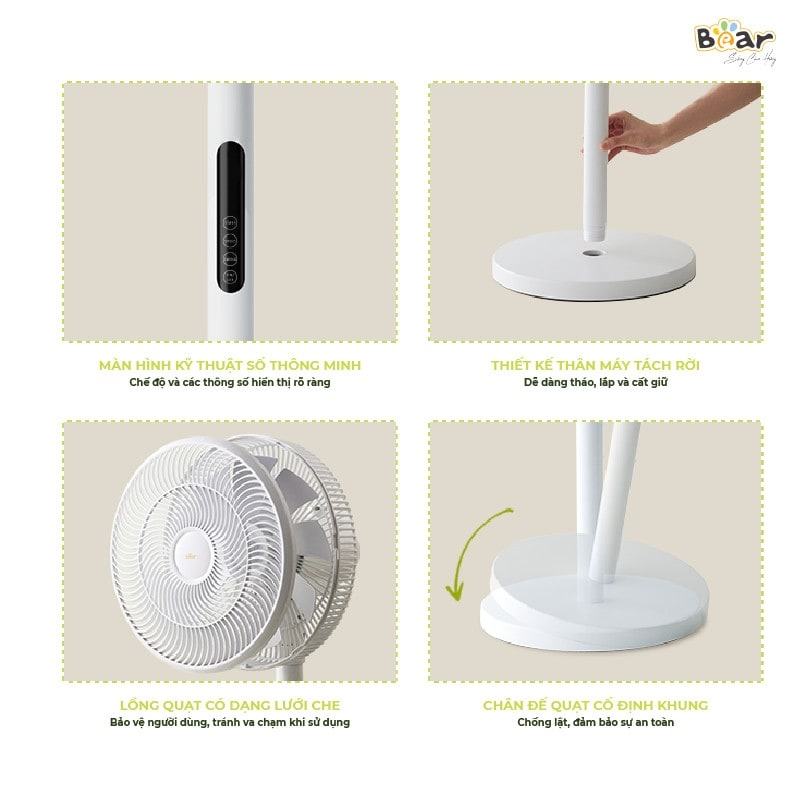 Bear
MÀN HÌNH KỸ THUẬT SỐ THÔNG MINH
Chế độ và các thông số hiển thị rõ ràng
THIẾT KẾ THÂN MÁY TÁCH RỜI
Dễ dàng tháo, lắp và cất giữ
bear
LỒNG QUẠT CÓ DẠNG LƯỚI CHE
Bảo vệ người dùng, tránh va chạm khi sử dụng
CHÂN ĐẾ QUẠT CỐ ĐỊNH KHUNG
Chống lật, đảm bảo sự an toàn